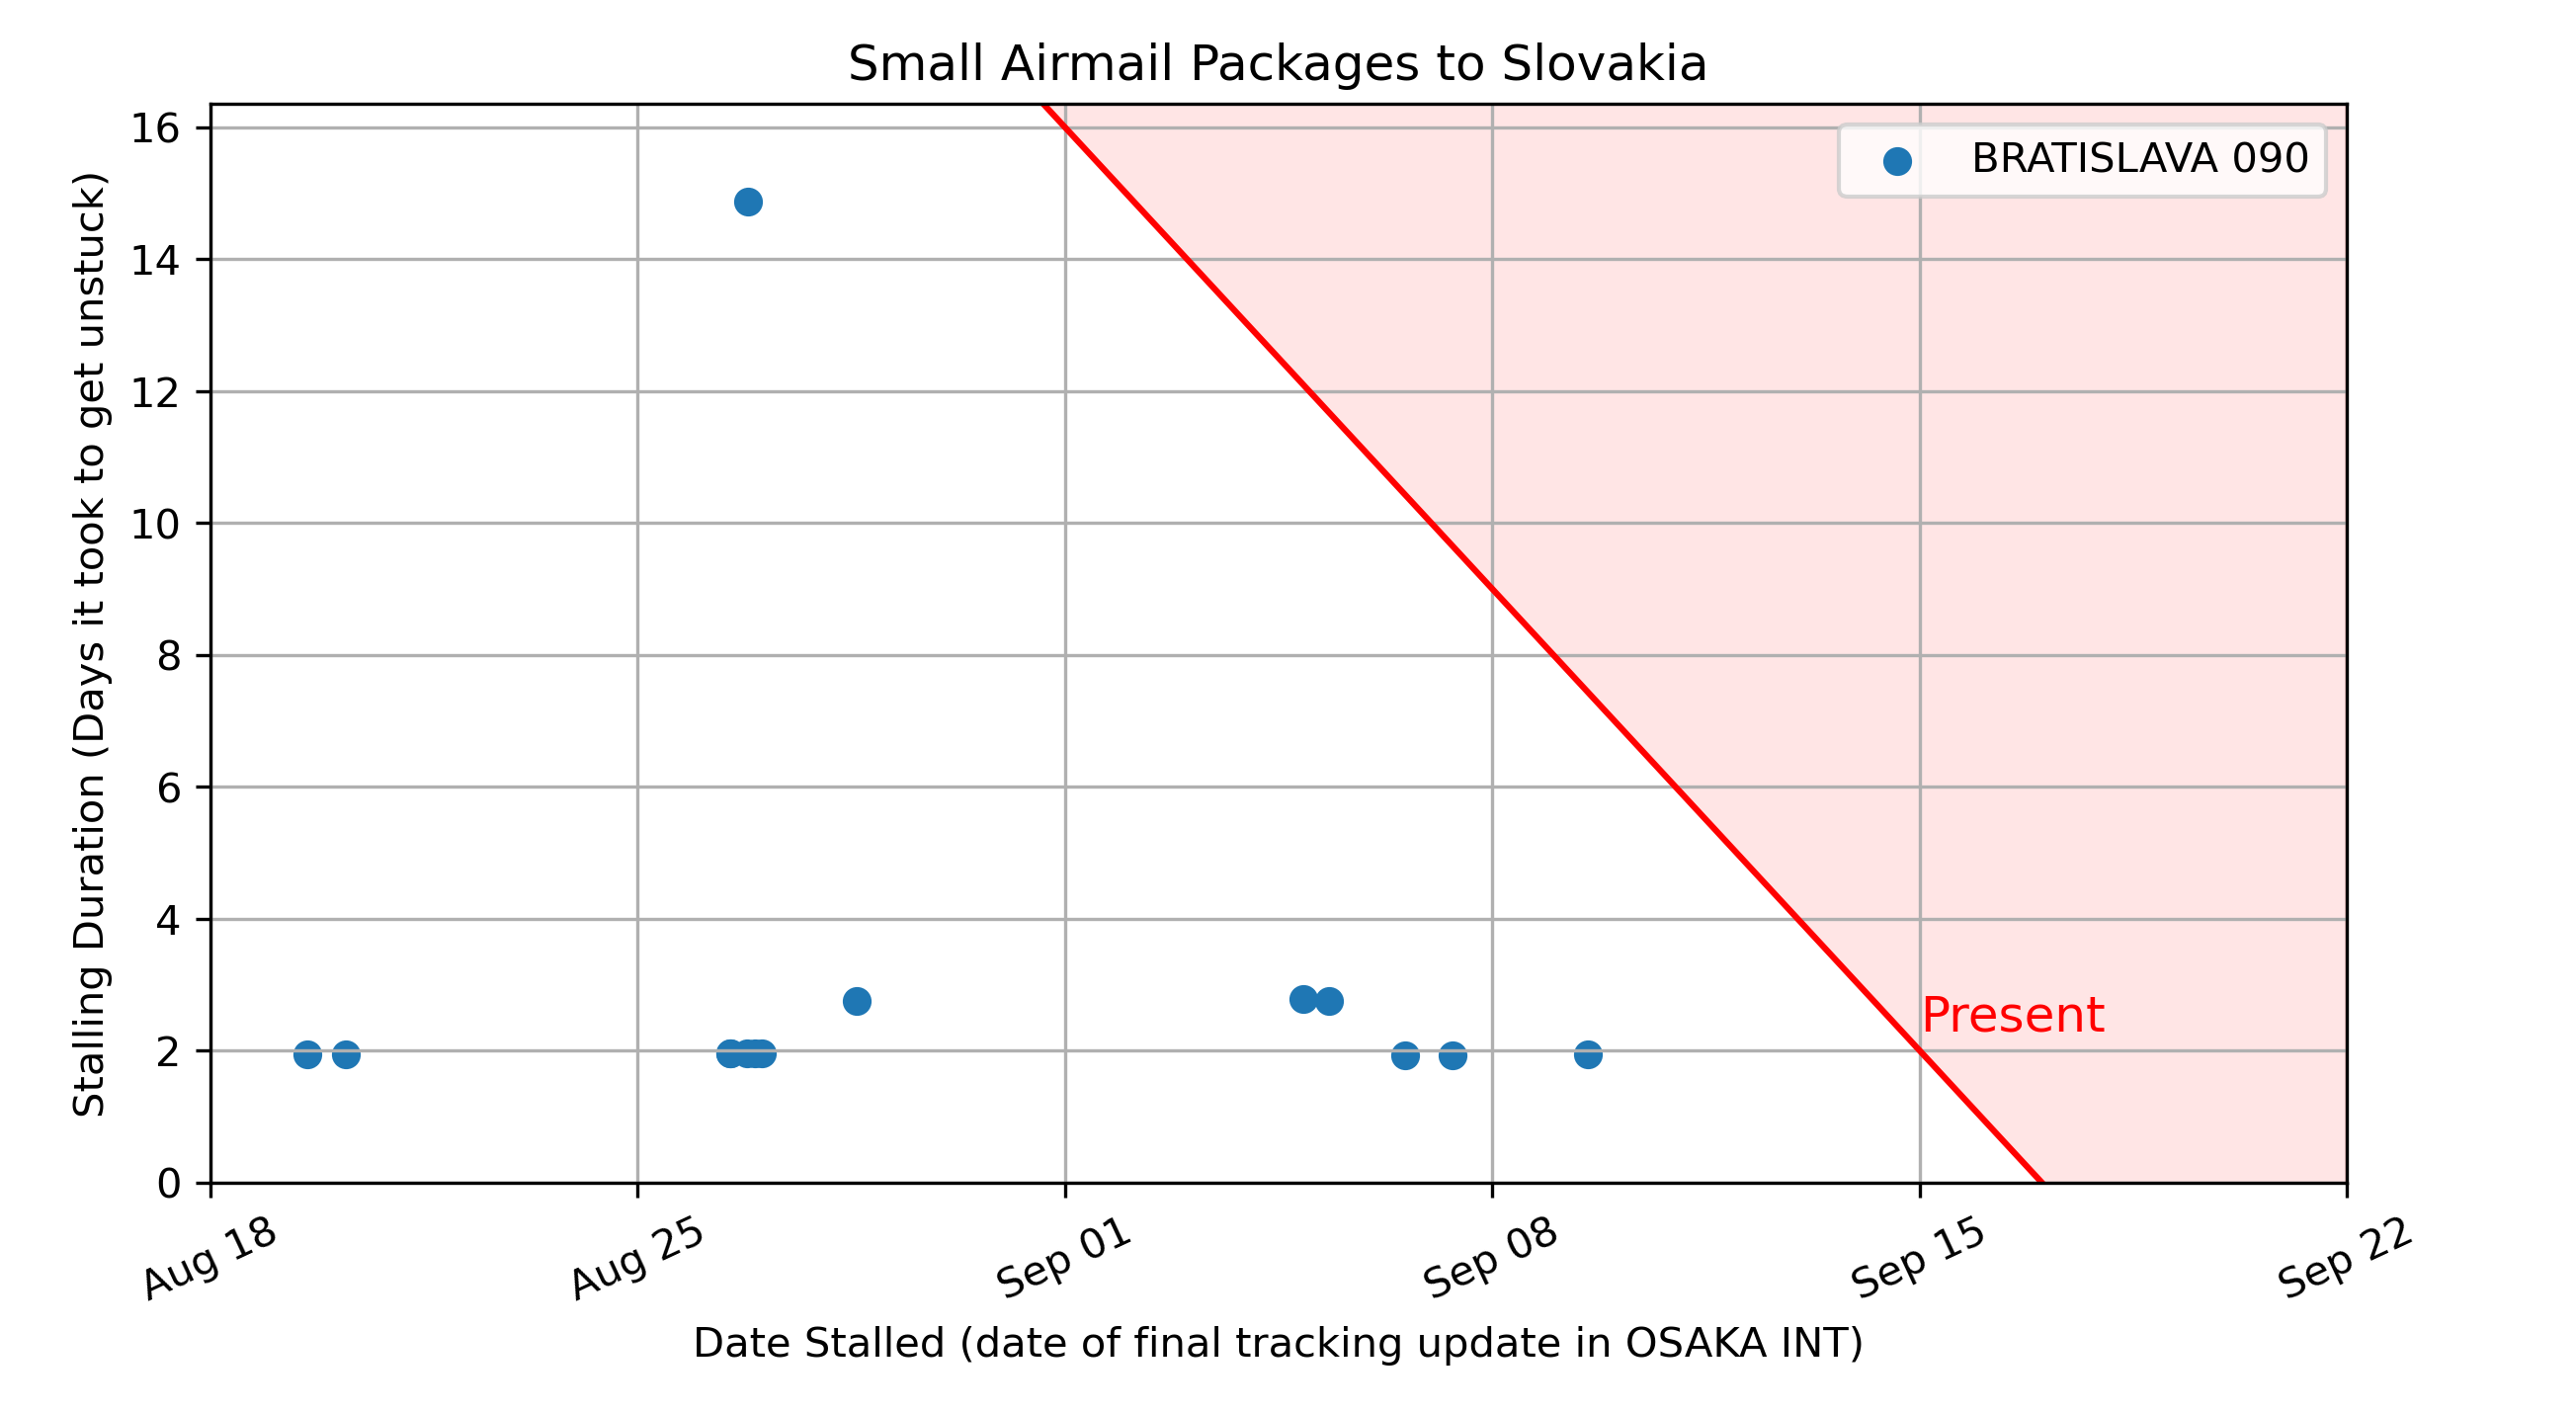 Small Airmail Packages to Slovakia
BRATISLAVA 090
Stalling Duration (Days it took to get unstuck)
16
14
12
10
8
6
4
2
0
Present
Aug 18
Aug 25
Sep 01
Sep 08
Sep 15
Sep 22
Date Stalled (date of final tracking update in OSAKA INT)